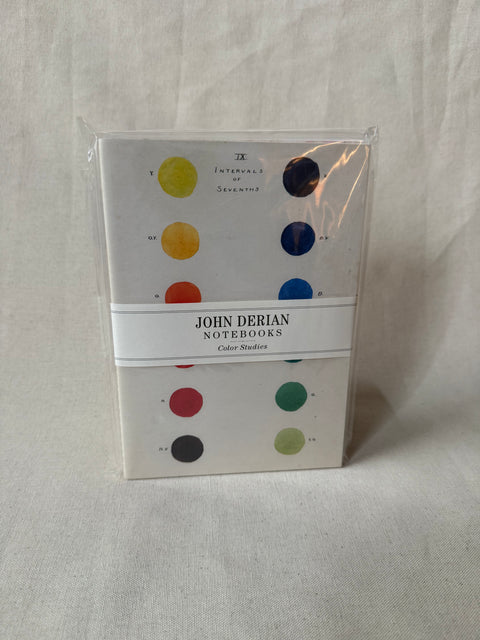 IX
INTERVALS
OF
SEVENTHS
Y.
O.Y.
O.
JOHN DERIAN
NOTEBOOKS
Color Studies